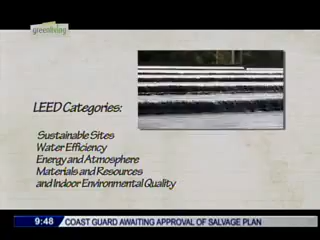 greenliving
LEED Categories:
Sustainable Sites
Water Efficiency
Energy and Atmosphere
Materials and Resources
and Indoor Environmental Quality
9:48 COAST GUARD AWAITING APPROVAL OF SALVAGE PLAN